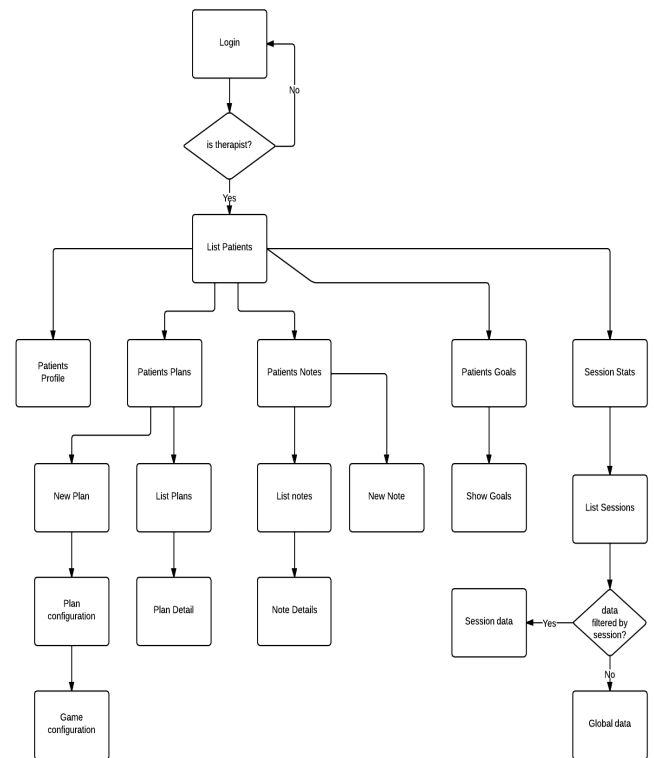 Login
No
is therapist?
Yes
List Patients
Patients
Profile
Patients Plans
Patients Notes
Patients Goals
Session Stats
New Plan
List Plans
List notes
New Note
Show Goals
List Sessions
Plan
configuration
Plan Detail
Note Details
Session data
Yes
data
filtered by
session?
No
Game
configuration
Global data